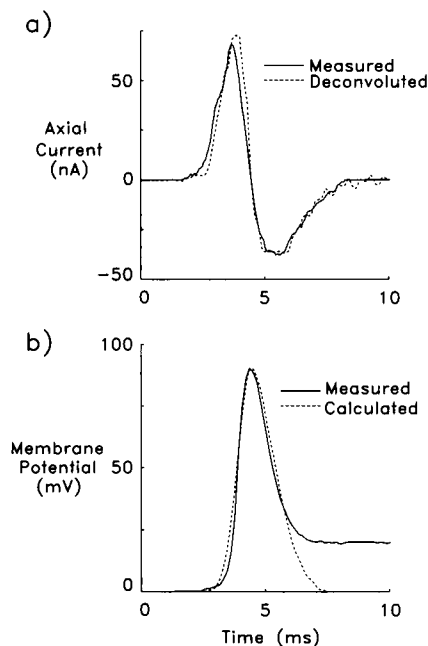 a)
Measured
Deconvoluted
Axial
Current
(nA)
50
0
−50
0
5
10
b)
100
Measured
Calculated
Membrane
Potential
(mV)
50
0
0
5
10
Time (ms)